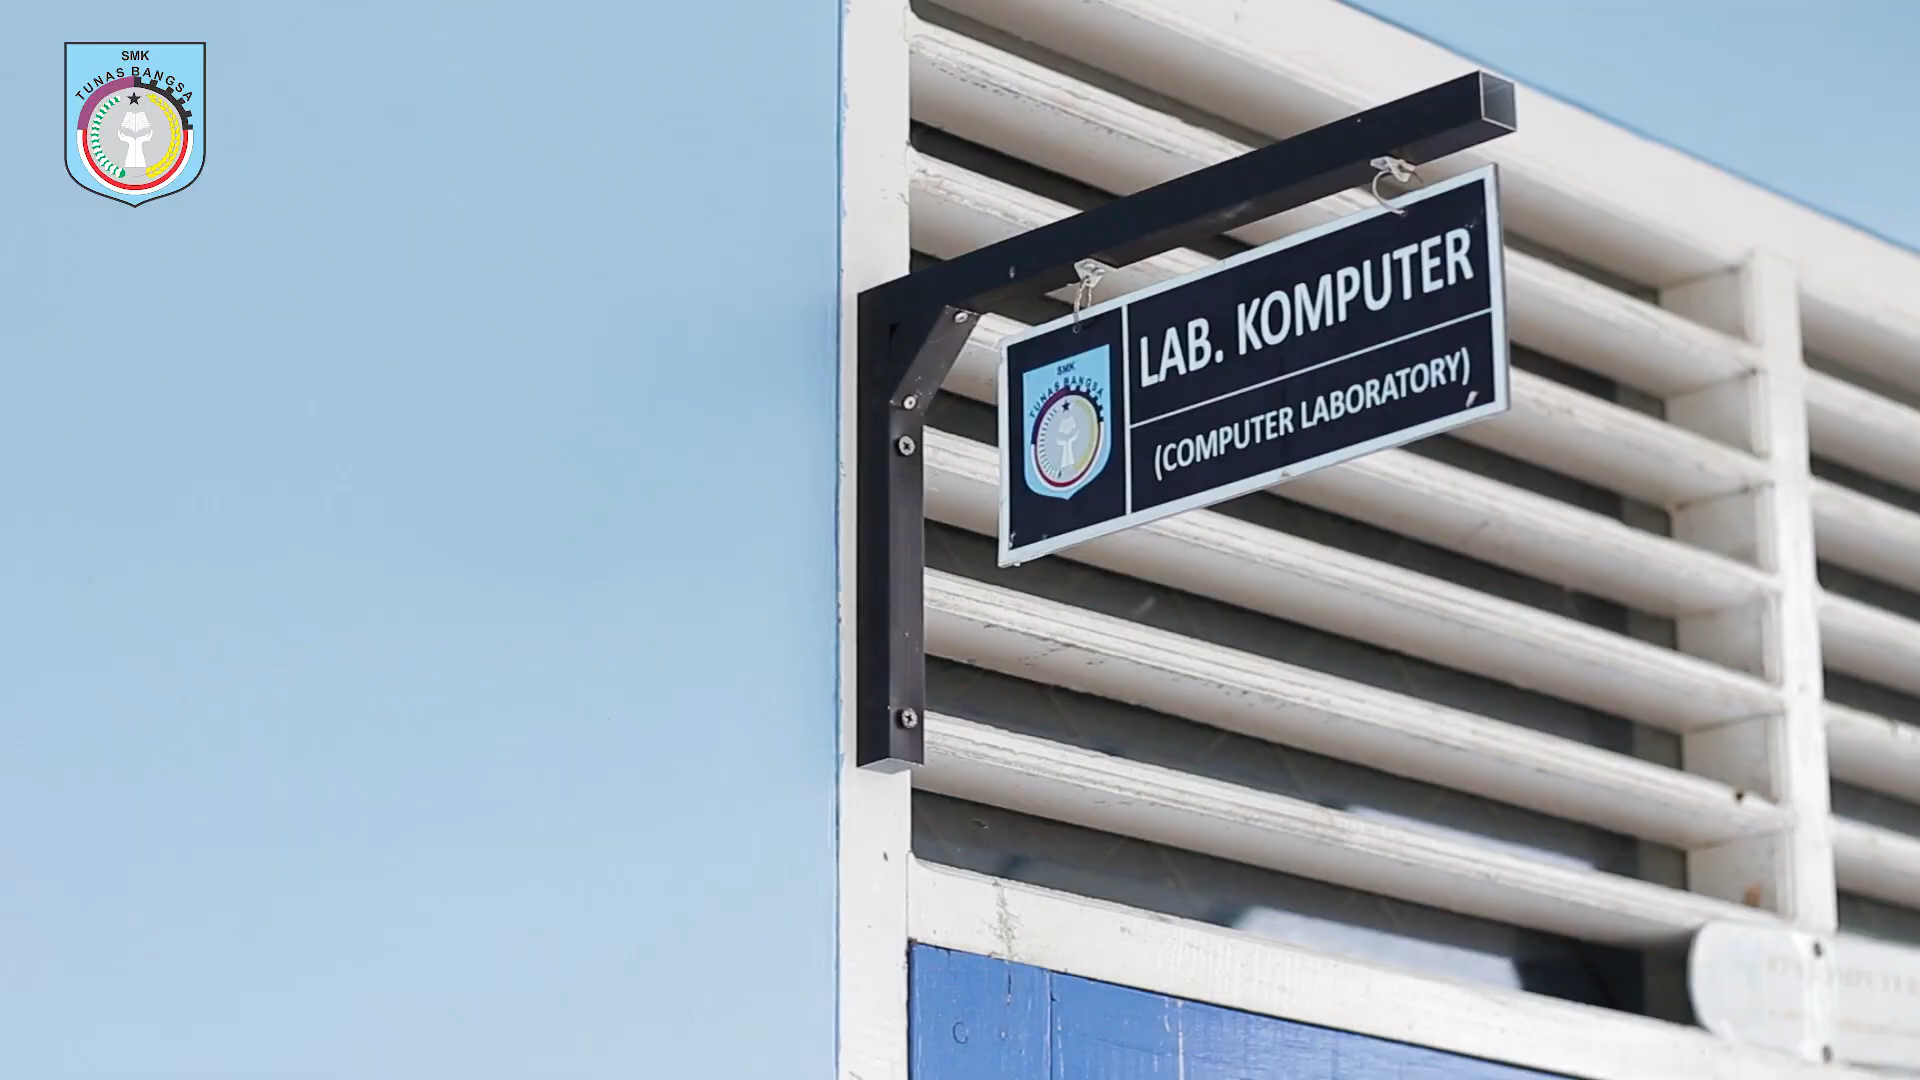 SMK
TUNAS BANGSA
LAB. KOMPUTER
(COMPUTER LABORATORY)
SMK
TUNAS BANGSA